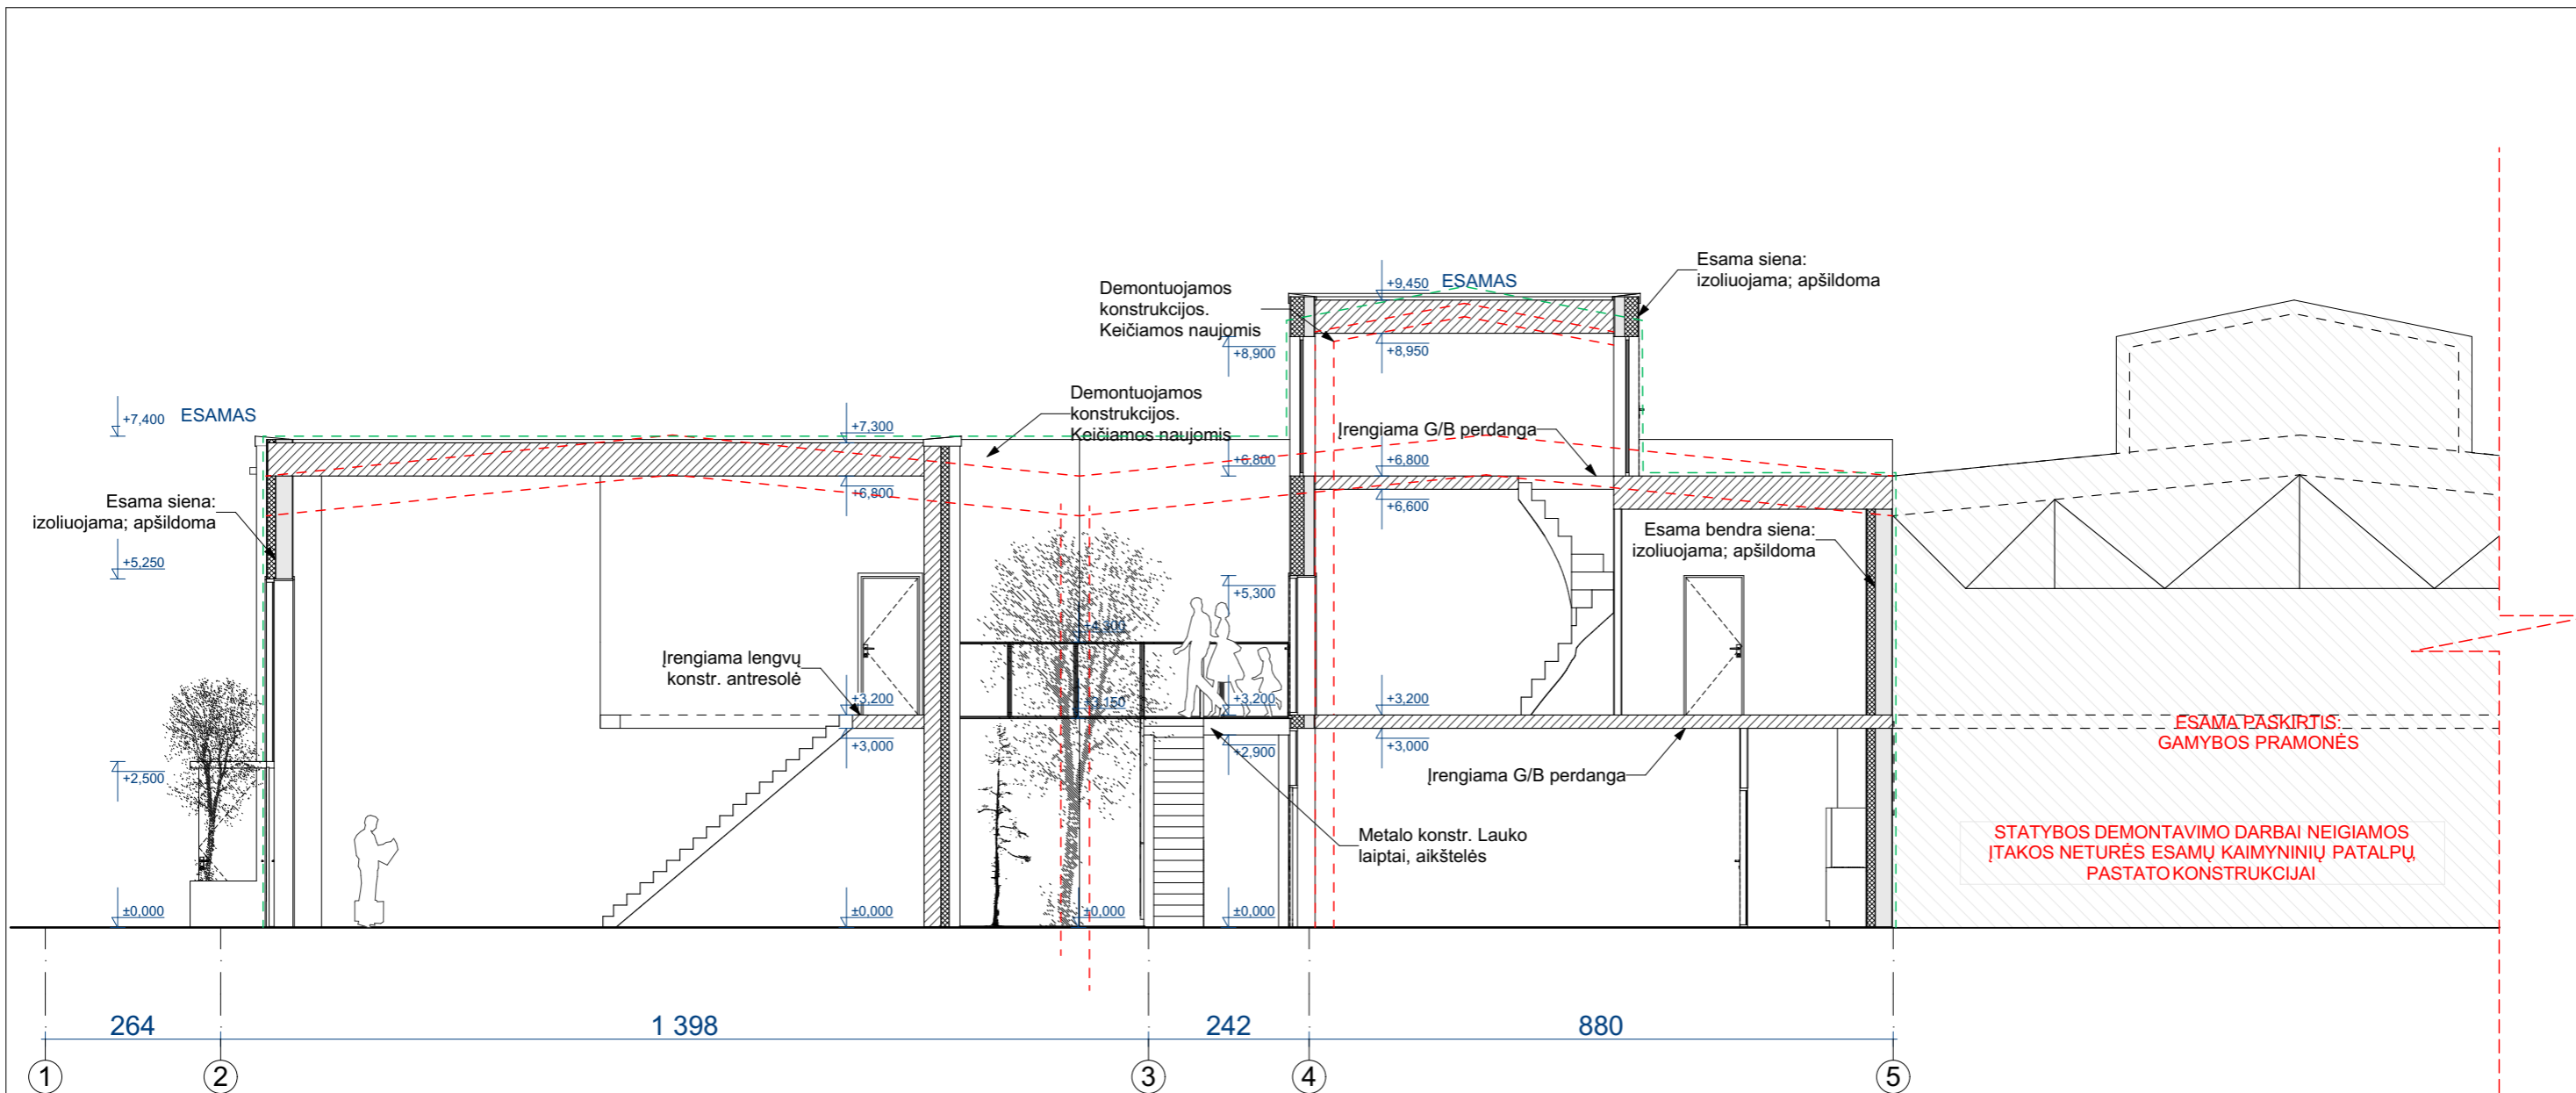 Esama siena:
izoliuojama; apšildoma
Demontuojamos
konstrukcijos.
Keičiamos naujomis
+9,450 ESAMAS
+8,900
+8,950
Demontuojamos
konstrukcijos.
Keičiamos naujomis
+7,400 ESAMAS
+7,300
Įrengiama G/B perdanga
+6,800
+6,800
+6,800
+6,600
Esama siena:
izoliuojama; apšildoma
Esama bendra siena:
izoliuojama; apšildoma
+5,250
+5,300
Įrengiama lengvų
konstr. antresolė
+3,200
+3,150
+3,200
+3,200
+3,000
+2,900
+3,000
+2,500
ESAMA PASKIRTIS:
GAMYBOS PRAMONĖS
Įrengiama G/B perdanga
Metalo konstr. Lauko
laiptai, aikštelės
STATYBOS DEMONTAVIMO DARBAI NEIGIAMOS
ĮTAKOS NETURĖS ESAMŲ KAIMYNINIŲ PATALPŲ,
PASTATO KONSTRUKCIJAI
±0,000
±0,000
±0,000
±0,000
264
1 398
242
880
1
2
3
4
5